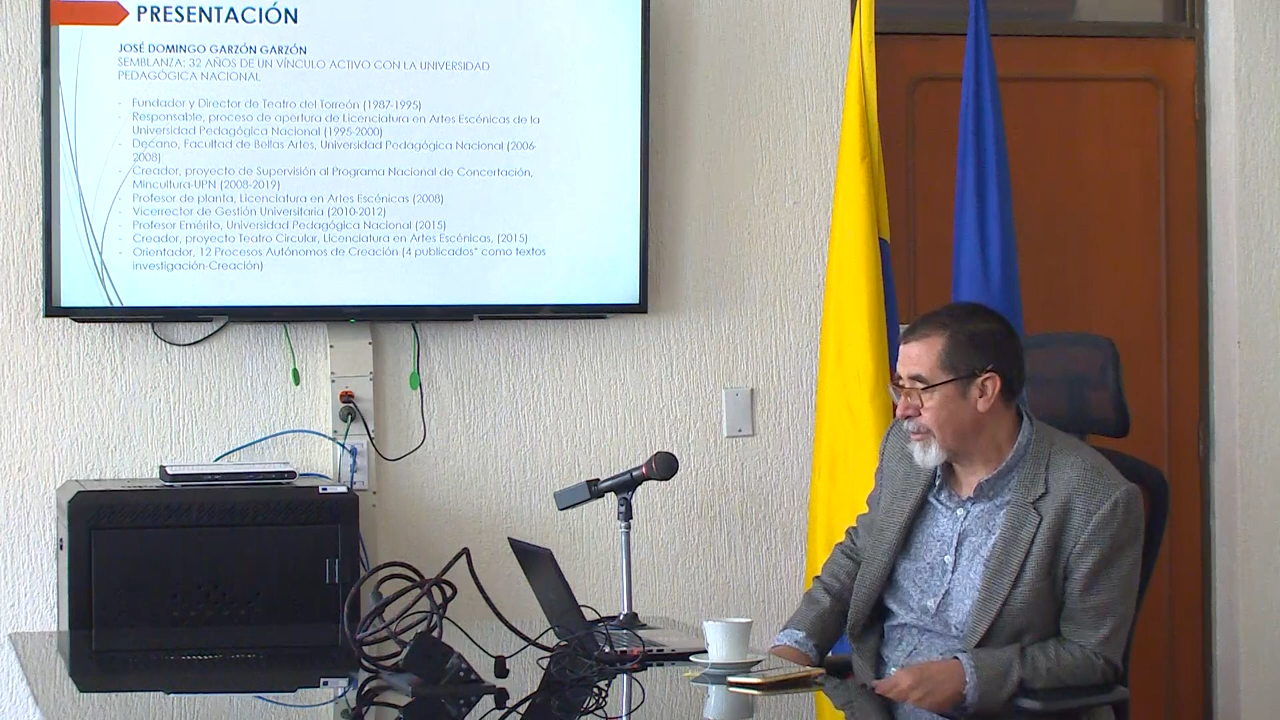 PRESENTACIÓN
JOSÉ DOMINGO GARZÓN GARZÓN
SEMBLANZA: 32 AÑOS DE UN VÍNCULO ACTIVO CON LA UNIVERSIDAD
PEDAGÓGICA NACIONAL
- Fundador y Director de Teatro del Torreón (1987-1995)
- Responsable, proceso de apertura de Licenciatura en Artes Escénicas de la
Universidad Pedagógica Nacional (1995-2000)
- Decano, Facultad de Bellas Artes, Universidad Pedagógica Nacional (2006-
2008)
- Creador, proyecto de Supervisión al Programa Nacional de Concertación,
Mincultura-UPN (2008-2019)
- Profesor de planta, Licenciatura en Artes Escénicas (2008)
- Vicerrector de Gestión Universitaria (2010-2012)
- Profesor Emérito, Universidad Pedagógica Nacional (2015)
- Creador, proyecto Teatro Circular, Licenciatura en Artes Escénicas, (2015)
- Orientador, 12 Procesos Autónomos de Creación (4 publicados* como textos
investigación-Creación)